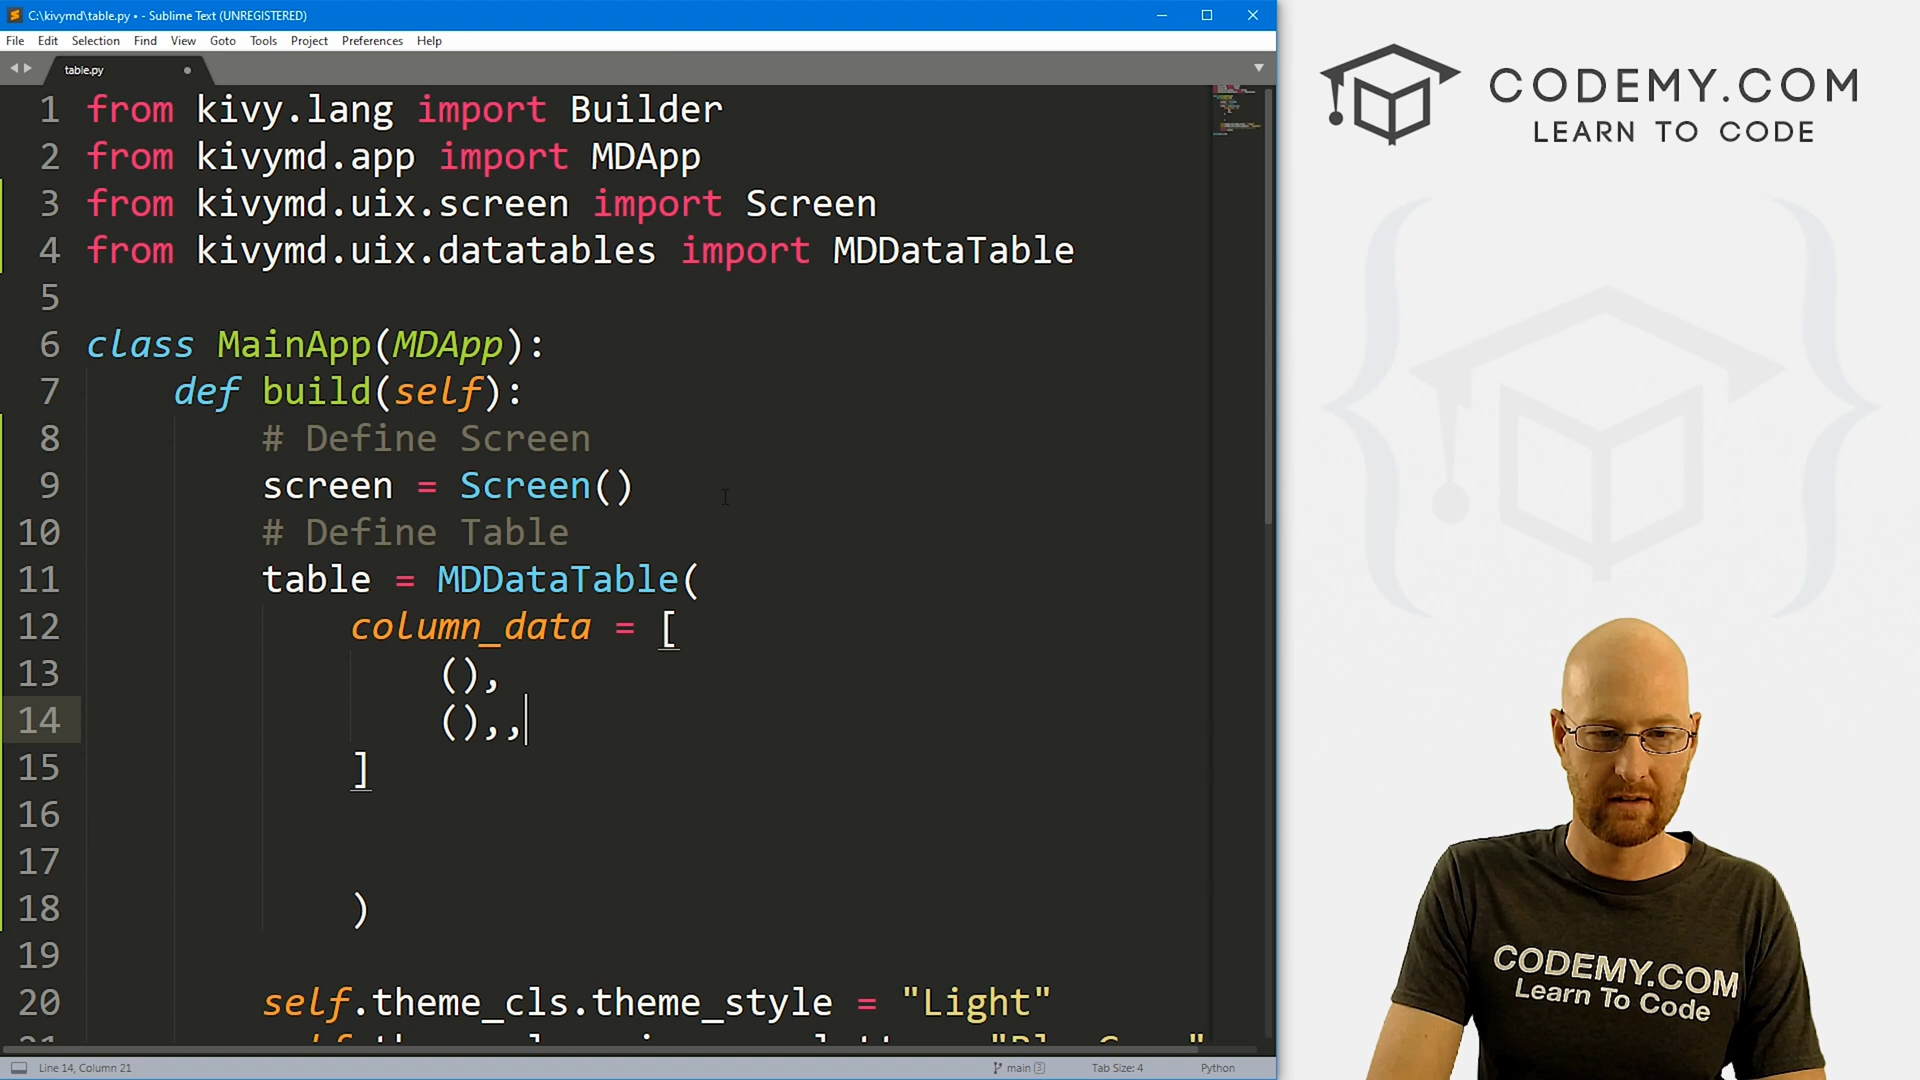 C:\kivymd\table.py • - Sublime Text (UNREGISTERED)
File Edit Selection Find View Goto Tools Project Preferences Help
table.py
1 from kivy.lang import Builder
2 from kivymd.app import MDApp
3 from kivymd.uix.screen import Screen
4 from kivymd.uix.datatables import MDDataTable
5
6 class MainApp(MDApp):
7 def build(self):
8 # Define Screen
9 screen = Screen()
10 # Define Table
11 table = MDDataTable(
12 column_data = [
13 (),
14 (),,
15 ]
16
17
18 )
19
20 self.theme_cls.theme_style = "Light"
Line 14, Column 21
main 3
Tab Size: 4
Python
CODEMY.COM
LEARN TO CODE
CODEMY.COM
Learn To Code